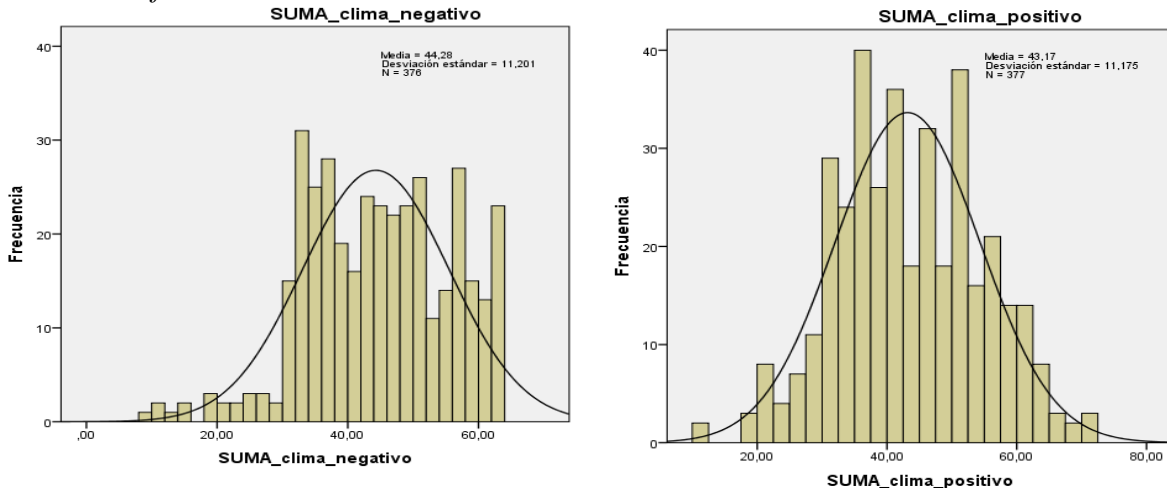 SUMA_clima_negativo
Media = 44,28
Desviación estándar = 11,201
N = 376
Frecuencia
40
30
20
10
0
,00
20,00
40,00
60,00
SUMA_clima_negativo
SUMA_clima_positivo
Media = 43,17
Desviación estándar = 11,175
N = 377
Frecuencia
40
30
20
10
0
20,00
40,00
60,00
80,00
SUMA_clima_positivo